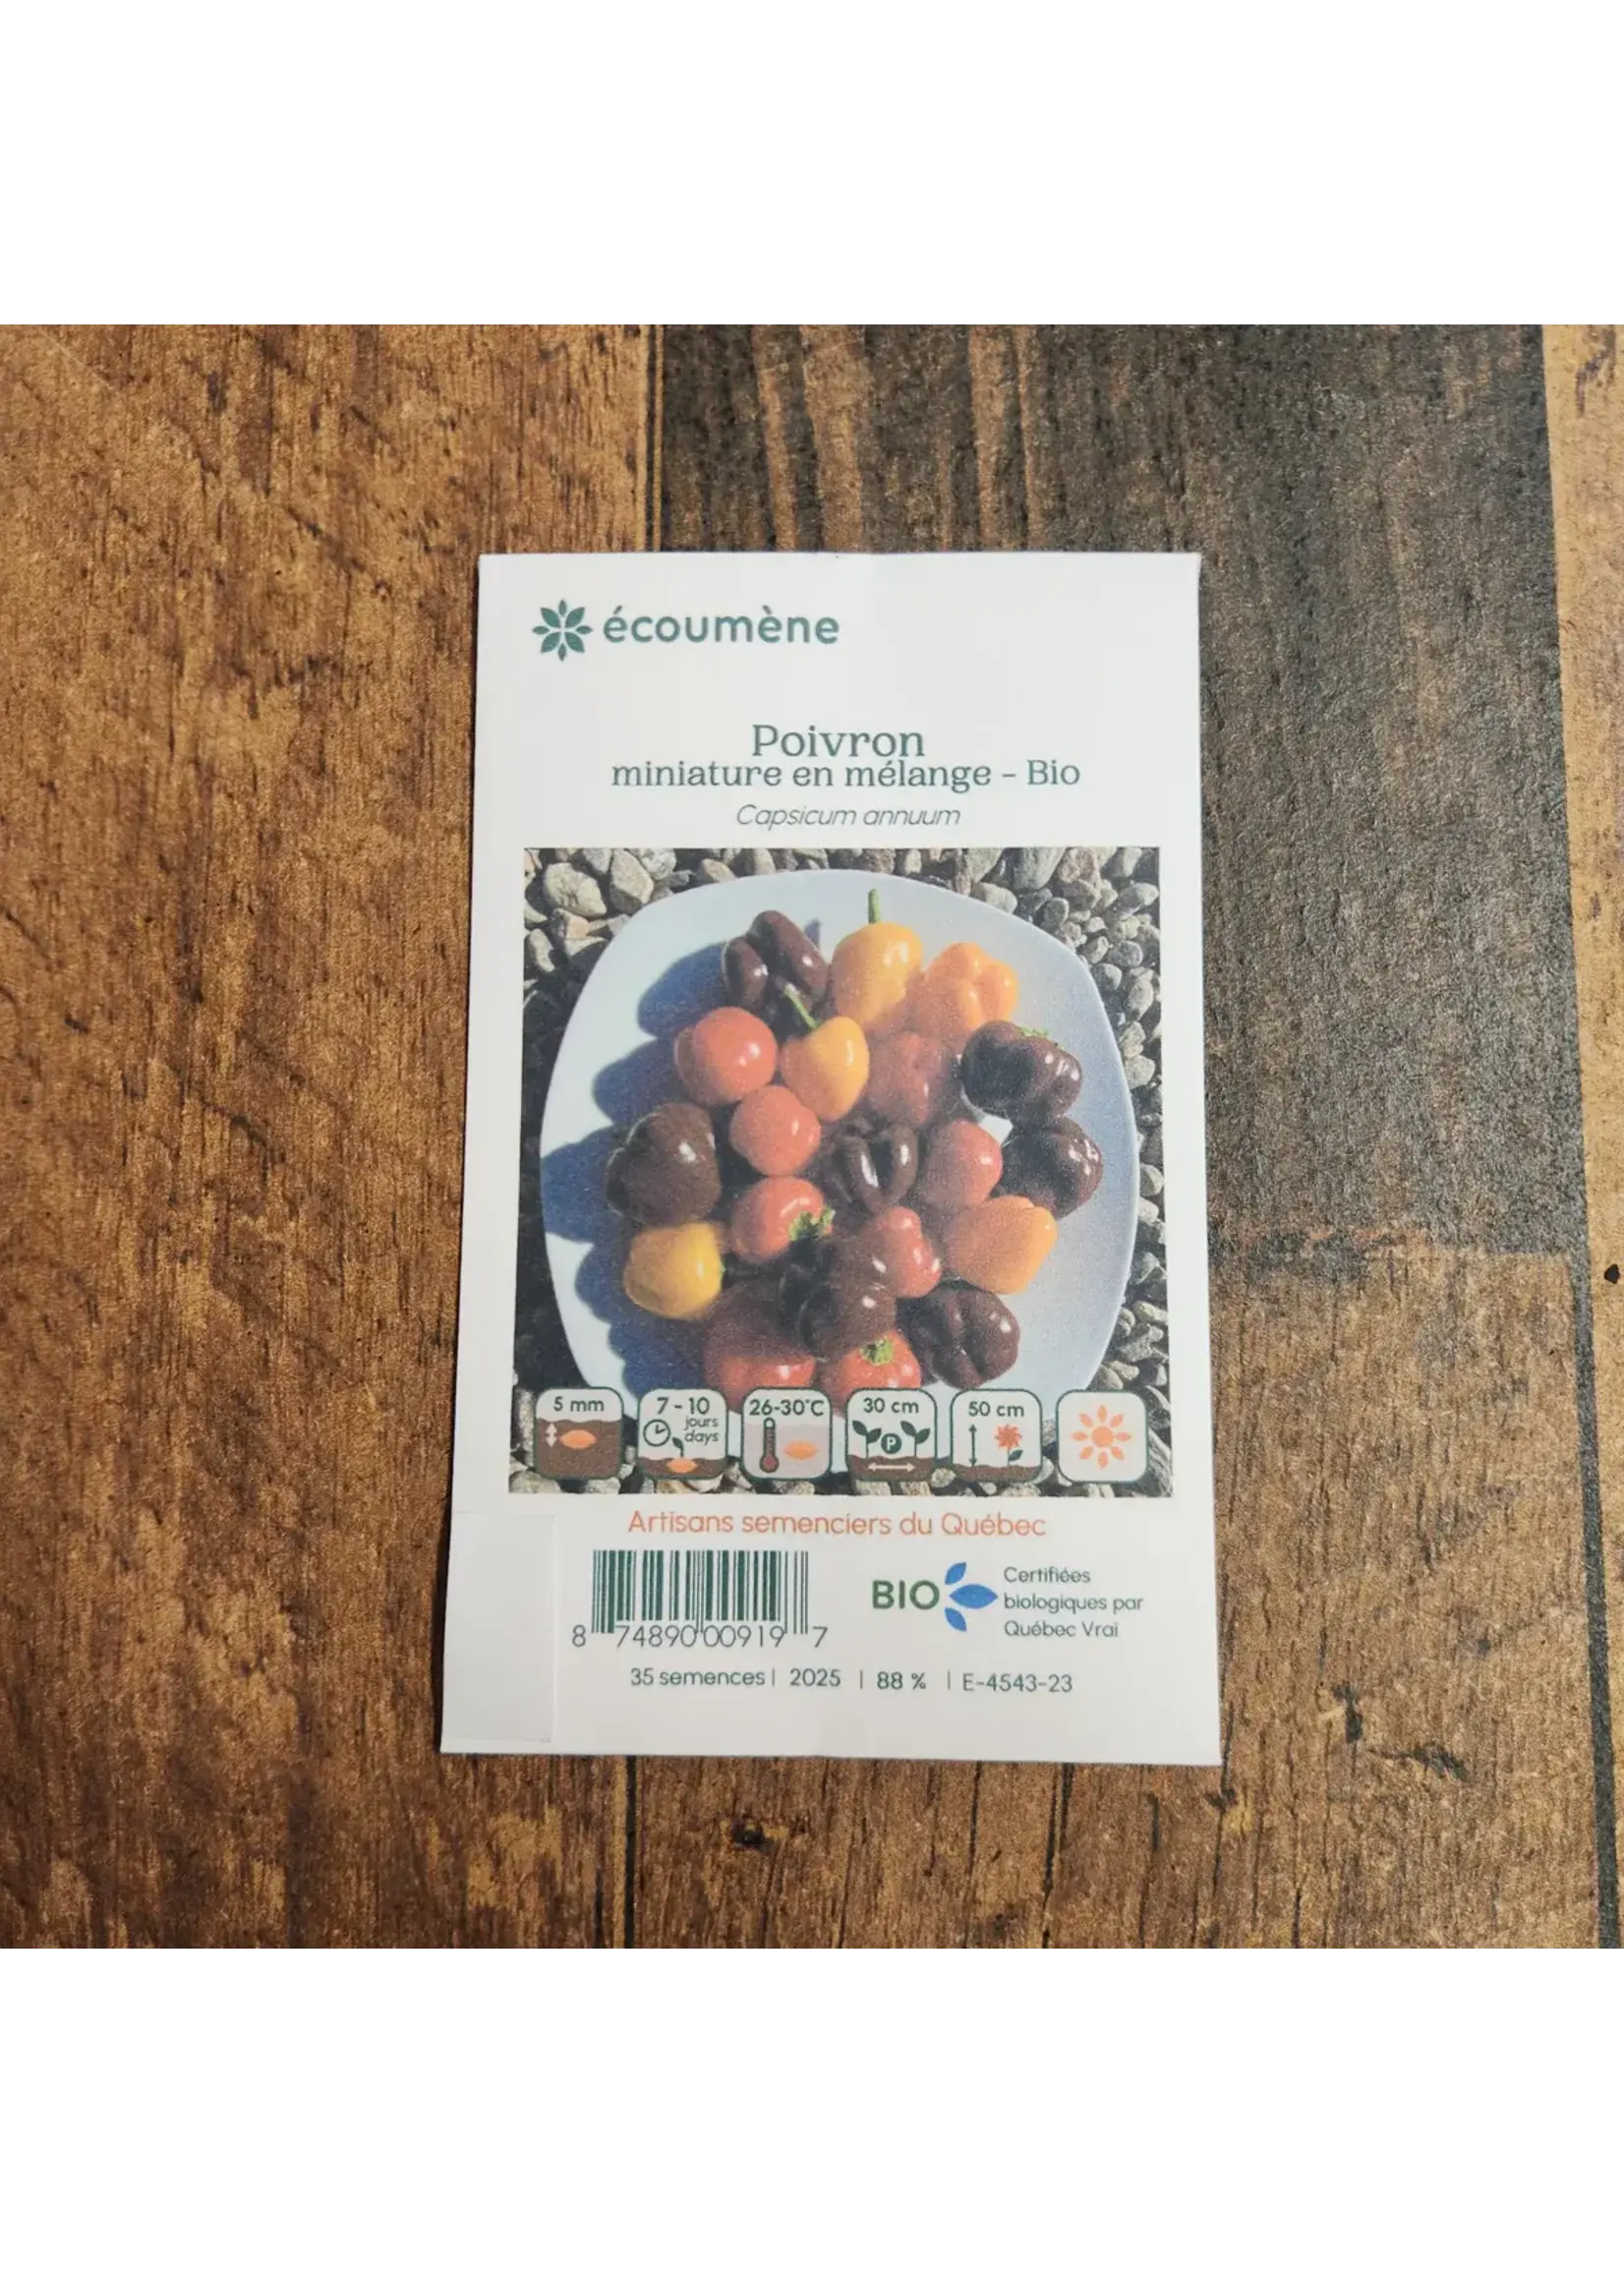 écoumène
Poivron
miniature en mélange - Bio
Capsicum annuum
5 mm
7 - 10
jours
days
26-30°C
30 cm
P
50 cm
Artisans semenciers du Québec
8 74890 00919 7
BIO
Certifiées
biologiques par
Québec Vrai
35 semences | 2025 | 88 % | E-4543-23